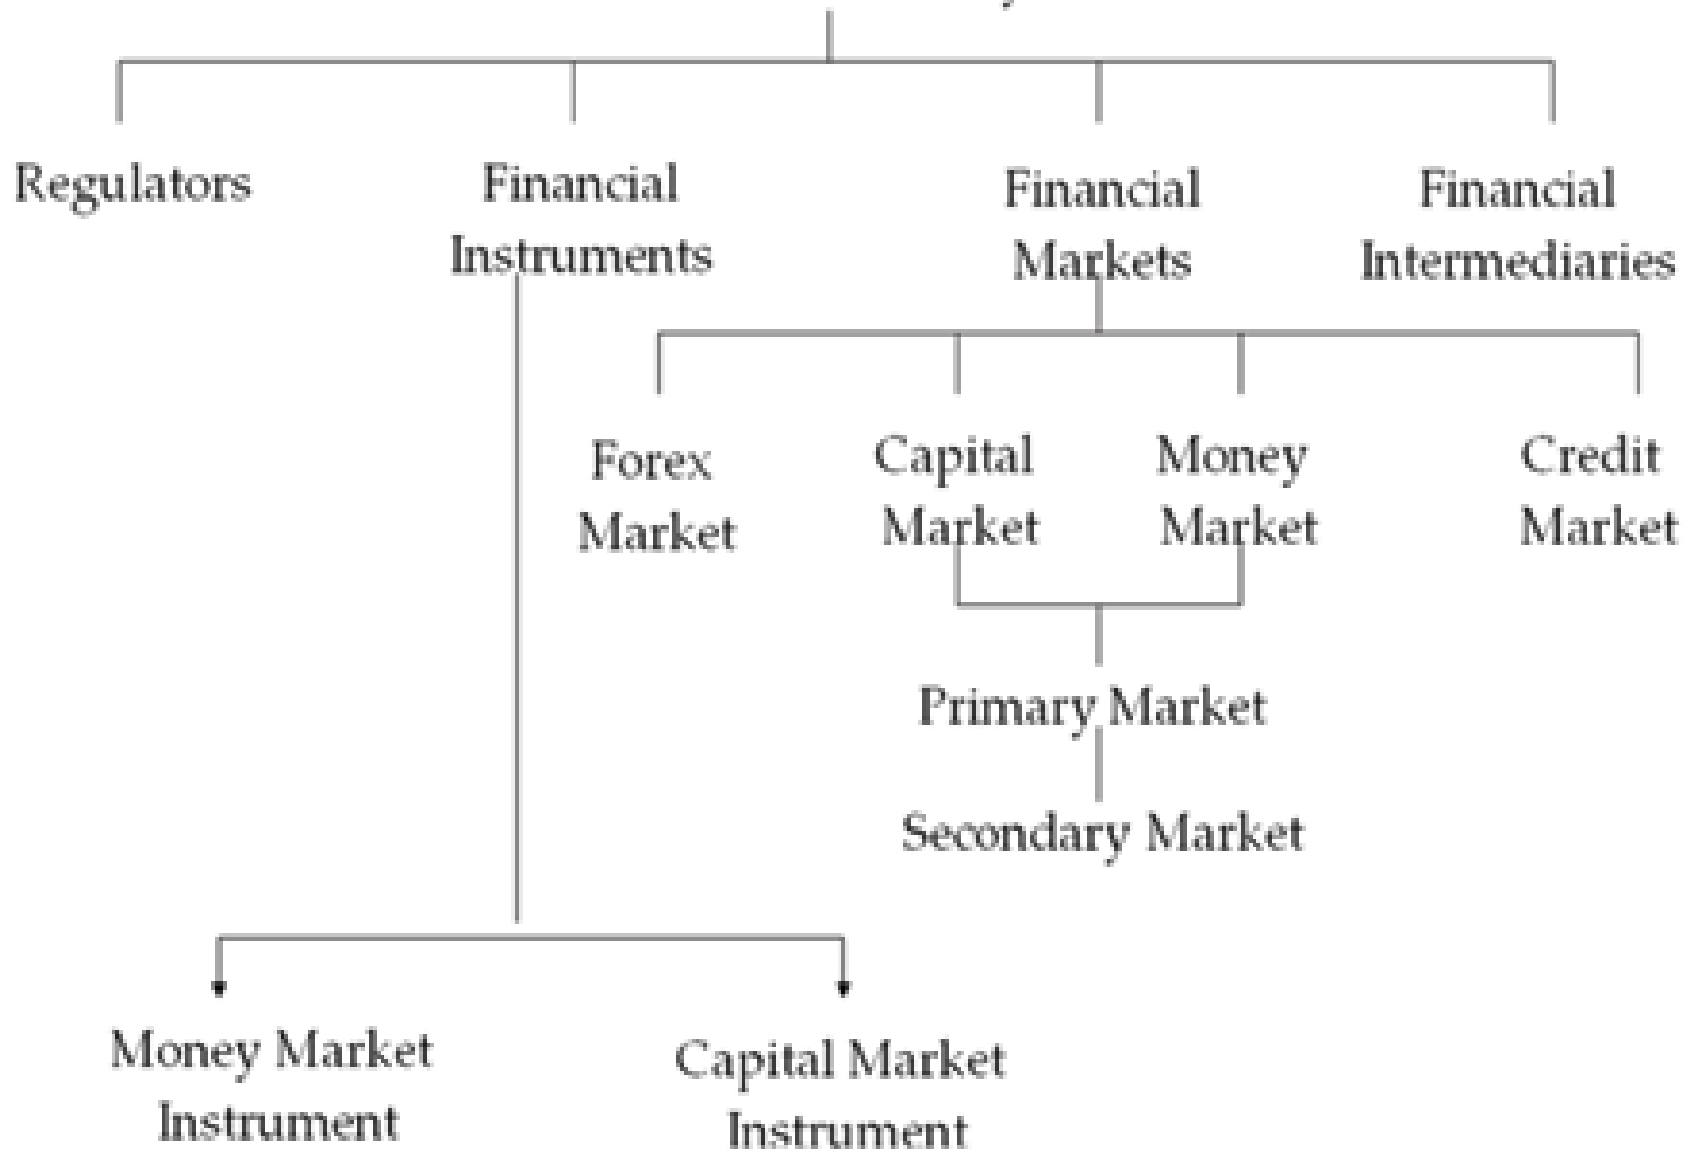 Regulators
Financial
Instruments
Financial
Markets
Financial
Intermediaries
Forex
Market
Capital
Market
Money
Market
Credit
Market
Primary Market
Secondary Market
Money Market
Instrument
Capital Market
Instrument